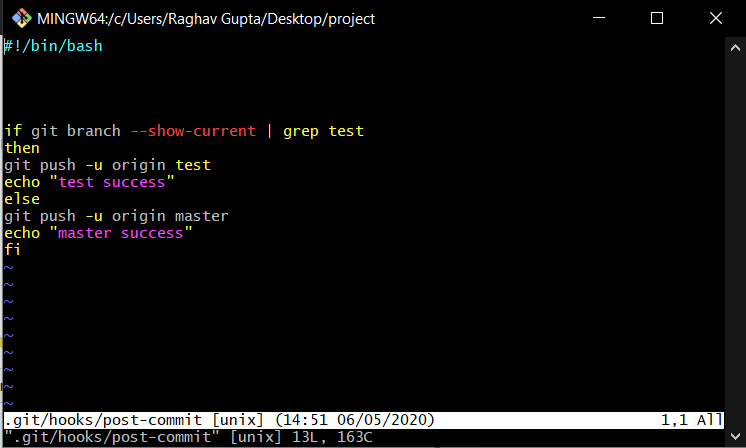 MINGW64:/c/Users/Raghav Gupta/Desktop/project
#!/bin/bash
if git branch --show-current | grep test
then
git push -u origin test
echo "test success"
else
git push -u origin master
echo "master success"
fi
~
~
~
~
~
~
~
~
~
.git/hooks/post-commit [unix] (14:51 06/05/2020) 1,1 All
".git/hooks/post-commit" [unix] 13L, 163C